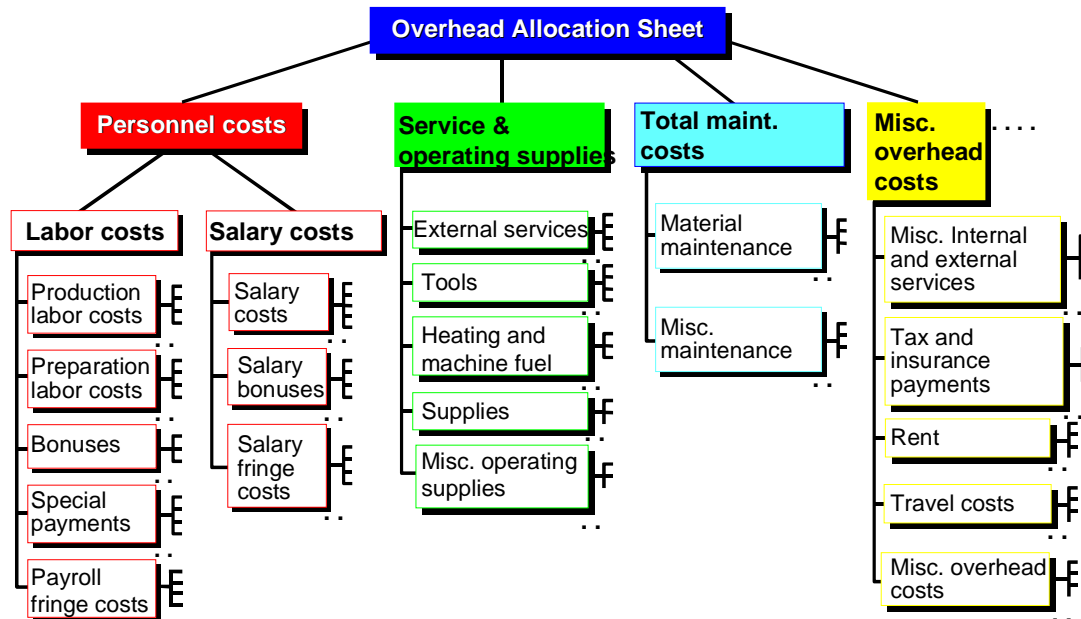 Overhead Allocation Sheet
Personnel costs
Labor costs
Production
labor costs
Preparation
labor costs
Bonuses
Special
payments
Payroll
fringe costs
Salary costs
Salary
costs
Salary
bonuses
Salary
fringe
costs
Service &
operating supplies
External services
Tools
Heating and
machine fuel
Supplies
Misc. operating
supplies
Total maint.
costs
Material
maintenance
Misc.
maintenance
Misc.
overhead
costs
. . . .
Misc. Internal
and external
services
Tax and
insurance
payments
Rent
Travel costs
Misc. overhead
costs